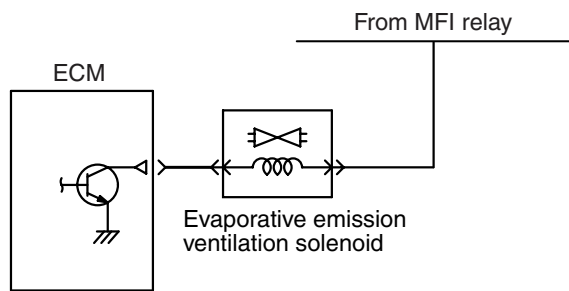 From MFI relay
ECM
Evaporative emission
ventilation solenoid